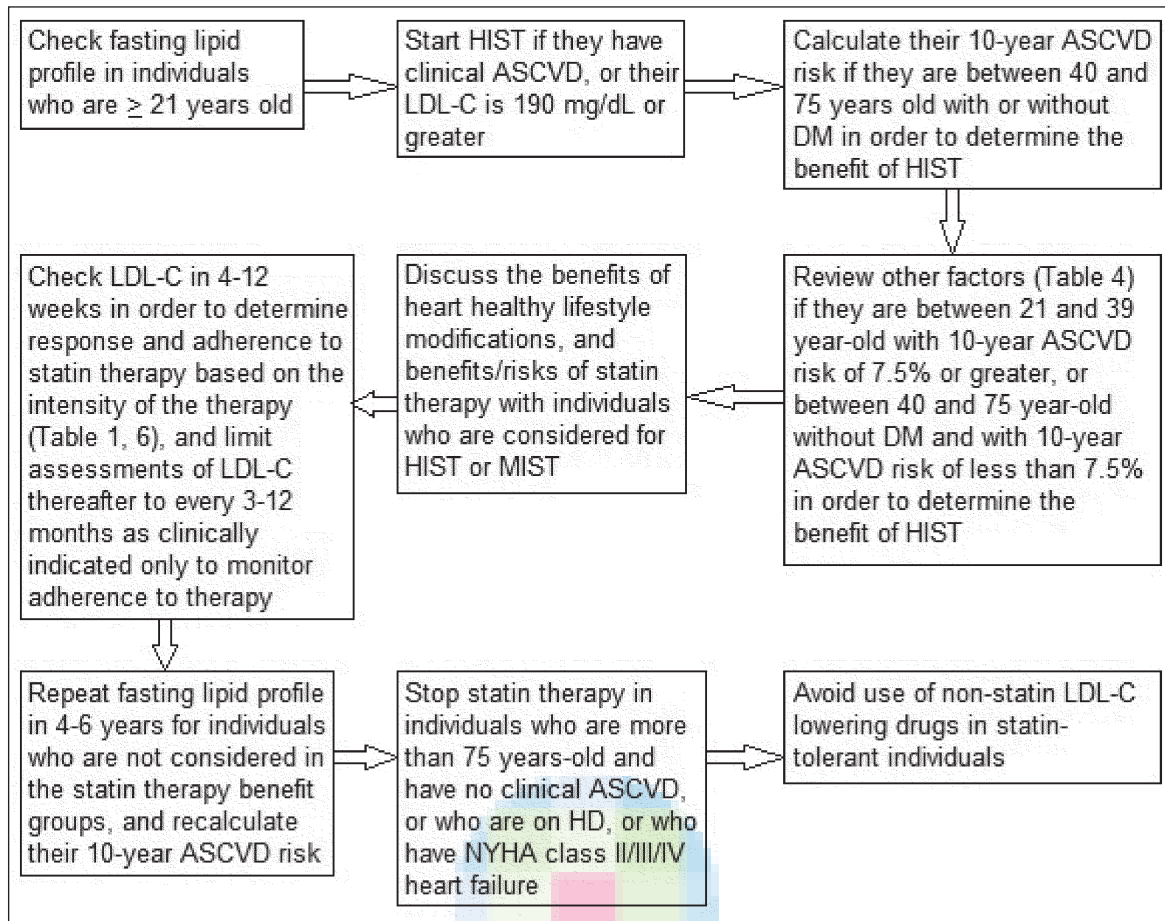 Check fasting lipid
profile in individuals
who are ≥ 21 years old
Start HIST if they have
clinical ASCVD, or their
LDL-C is 190 mg/dL or
greater
Calculate their 10-year ASCVD
risk if they are between 40 and
75 years old with or without
DM in order to determine the
benefit of HIST
Review other factors (Table 4)
if they are between 21 and 39
year-old with 10-year ASCVD
risk of 7.5% or greater, or
between 40 and 75 year-old
without DM and with 10-year
ASCVD risk of less than 7.5%
in order to determine the
benefit of HIST
Discuss the benefits of
heart healthy lifestyle
modifications, and
benefits/risks of statin
therapy with individuals
who are considered for
HIST or MIST
Check LDL-C in 4-12
weeks in order to determine
response and adherence to
statin therapy based on the
intensity of the therapy
(Table 1, 6), and limit
assessments of LDL-C
thereafter to every 3-12
months as clinically
indicated only to monitor
adherence to therapy
Repeat fasting lipid profile
in 4-6 years for individuals
who are not considered in
the statin therapy benefit
groups, and recalculate
their 10-year ASCVD risk
Stop statin therapy in
individuals who are more
than 75 years-old and
have no clinical ASCVD,
or who are on HD, or who
have NYHA class II/III/IV
heart failure
Avoid use of non-statin LDL-C
lowering drugs in statin-
tolerant individuals